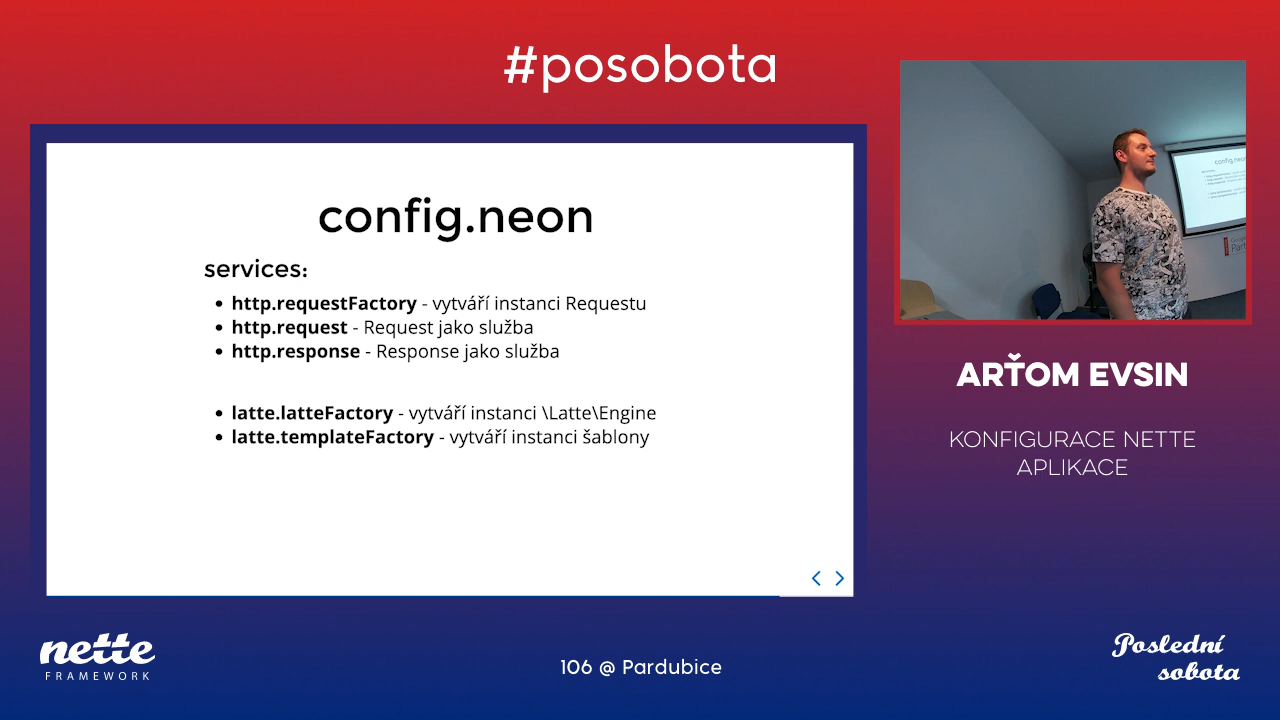 #posobota
config.neon
services:
• http.requestFactory - vytváří instanci Requestu
• http.request - Request jako služba
• http.response - Response jako služba
• latte.latteFactory - vytváří instanci \Latte\Engine
• latte.templateFactory - vytváří instanci šablony
config.neon
ARŤOM EVSIN
KONFIGURACE NETTE
APLIKACE
nette
FRAMEWORK
106 @ Pardubice
Poslední
sobota